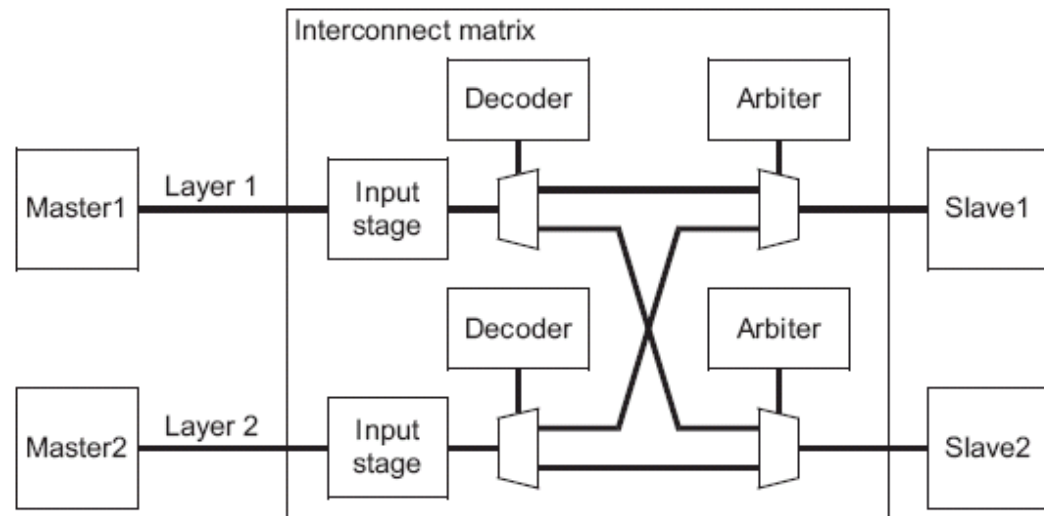 Interconnect matrix
Decoder
Arbiter
Master1
Layer 1
Input
stage
Slave1
Decoder
Arbiter
Master2
Layer 2
Input
stage
Slave2